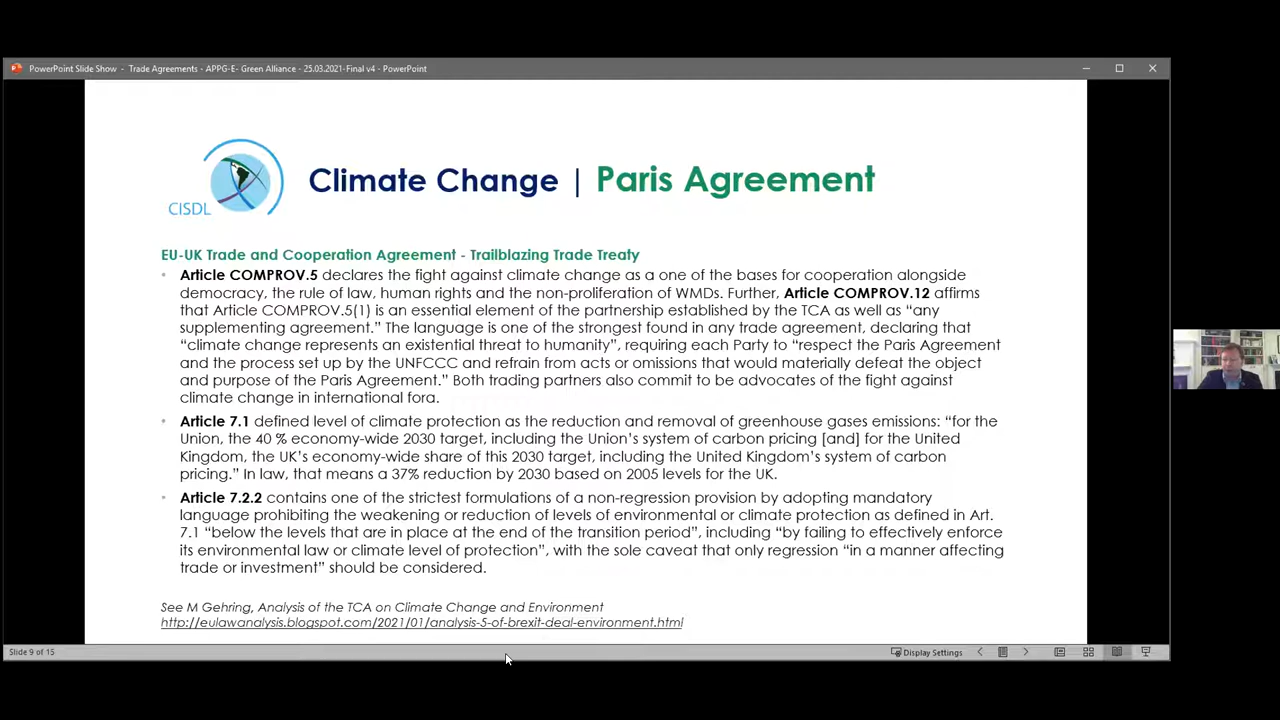 PowerPoint Slide Show - Trade Agreements - APPG-E- Green Alliance - 25.03.2021-Final v4 - PowerPoint
CISDL
Climate Change | Paris Agreement
EU-UK Trade and Cooperation Agreement - Trailblazing Trade Treaty
• Article COMPROV.5 declares the fight against climate change as a one of the bases for cooperation alongside
democracy, the rule of law, human rights and the non-proliferation of WMDs. Further, Article COMPROV.12 affirms
that Article COMPROV.5(1) is an essential element of the partnership established by the TCA as well as “any
supplementing agreement.” The language is one of the strongest found in any trade agreement, declaring that
“climate change represents an existential threat to humanity”, requiring each Party to “respect the Paris Agreement
and the process set up by the UNFCCC and refrain from acts or omissions that would materially defeat the object
and purpose of the Paris Agreement.” Both trading partners also commit to be advocates of the fight against
climate change in international fora.
• Article 7.1 defined level of climate protection as the reduction and removal of greenhouse gases emissions: “for the
Union, the 40 % economy-wide 2030 target, including the Union’s system of carbon pricing [and] for the United
Kingdom, the UK’s economy-wide share of this 2030 target, including the United Kingdom’s system of carbon
pricing.” In law, that means a 37% reduction by 2030 based on 2005 levels for the UK.
• Article 7.2.2 contains one of the strictest formulations of a non-regression provision by adopting mandatory
language prohibiting the weakening or reduction of levels of environmental or climate protection as defined in Art.
7.1 “below the levels that are in place at the end of the transition period”, including “by failing to effectively enforce
its environmental law or climate level of protection”, with the sole caveat that only regression “in a manner affecting
trade or investment” should be considered.
See M Gehring, Analysis of the TCA on Climate Change and Environment
http://eulawanalysis.blogspot.com/2021/01/analysis-5-of-brexit-deal-environment.html
Slide 9 of 15
Display Settings